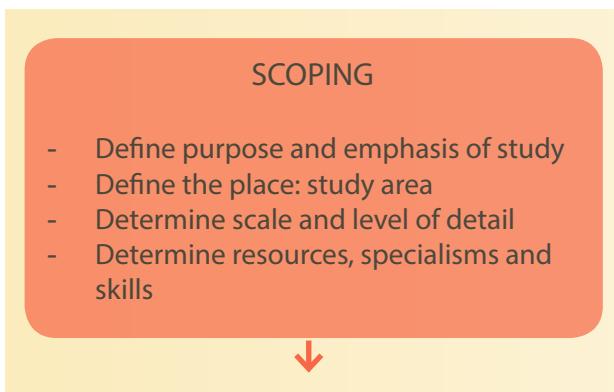 SCOPING
- Define purpose and emphasis of study
- Define the place: study area
- Determine scale and level of detail
- Determine resources, specialisms and
skills